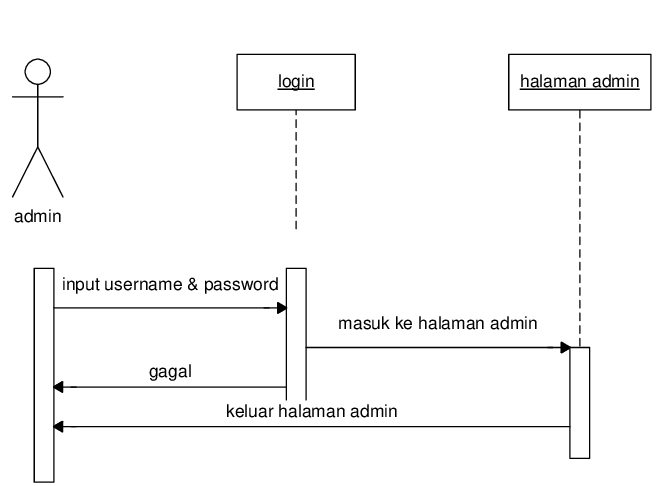 login
halaman admin
admin
input username & password
masuk ke halaman admin
gagal
keluar halaman admin